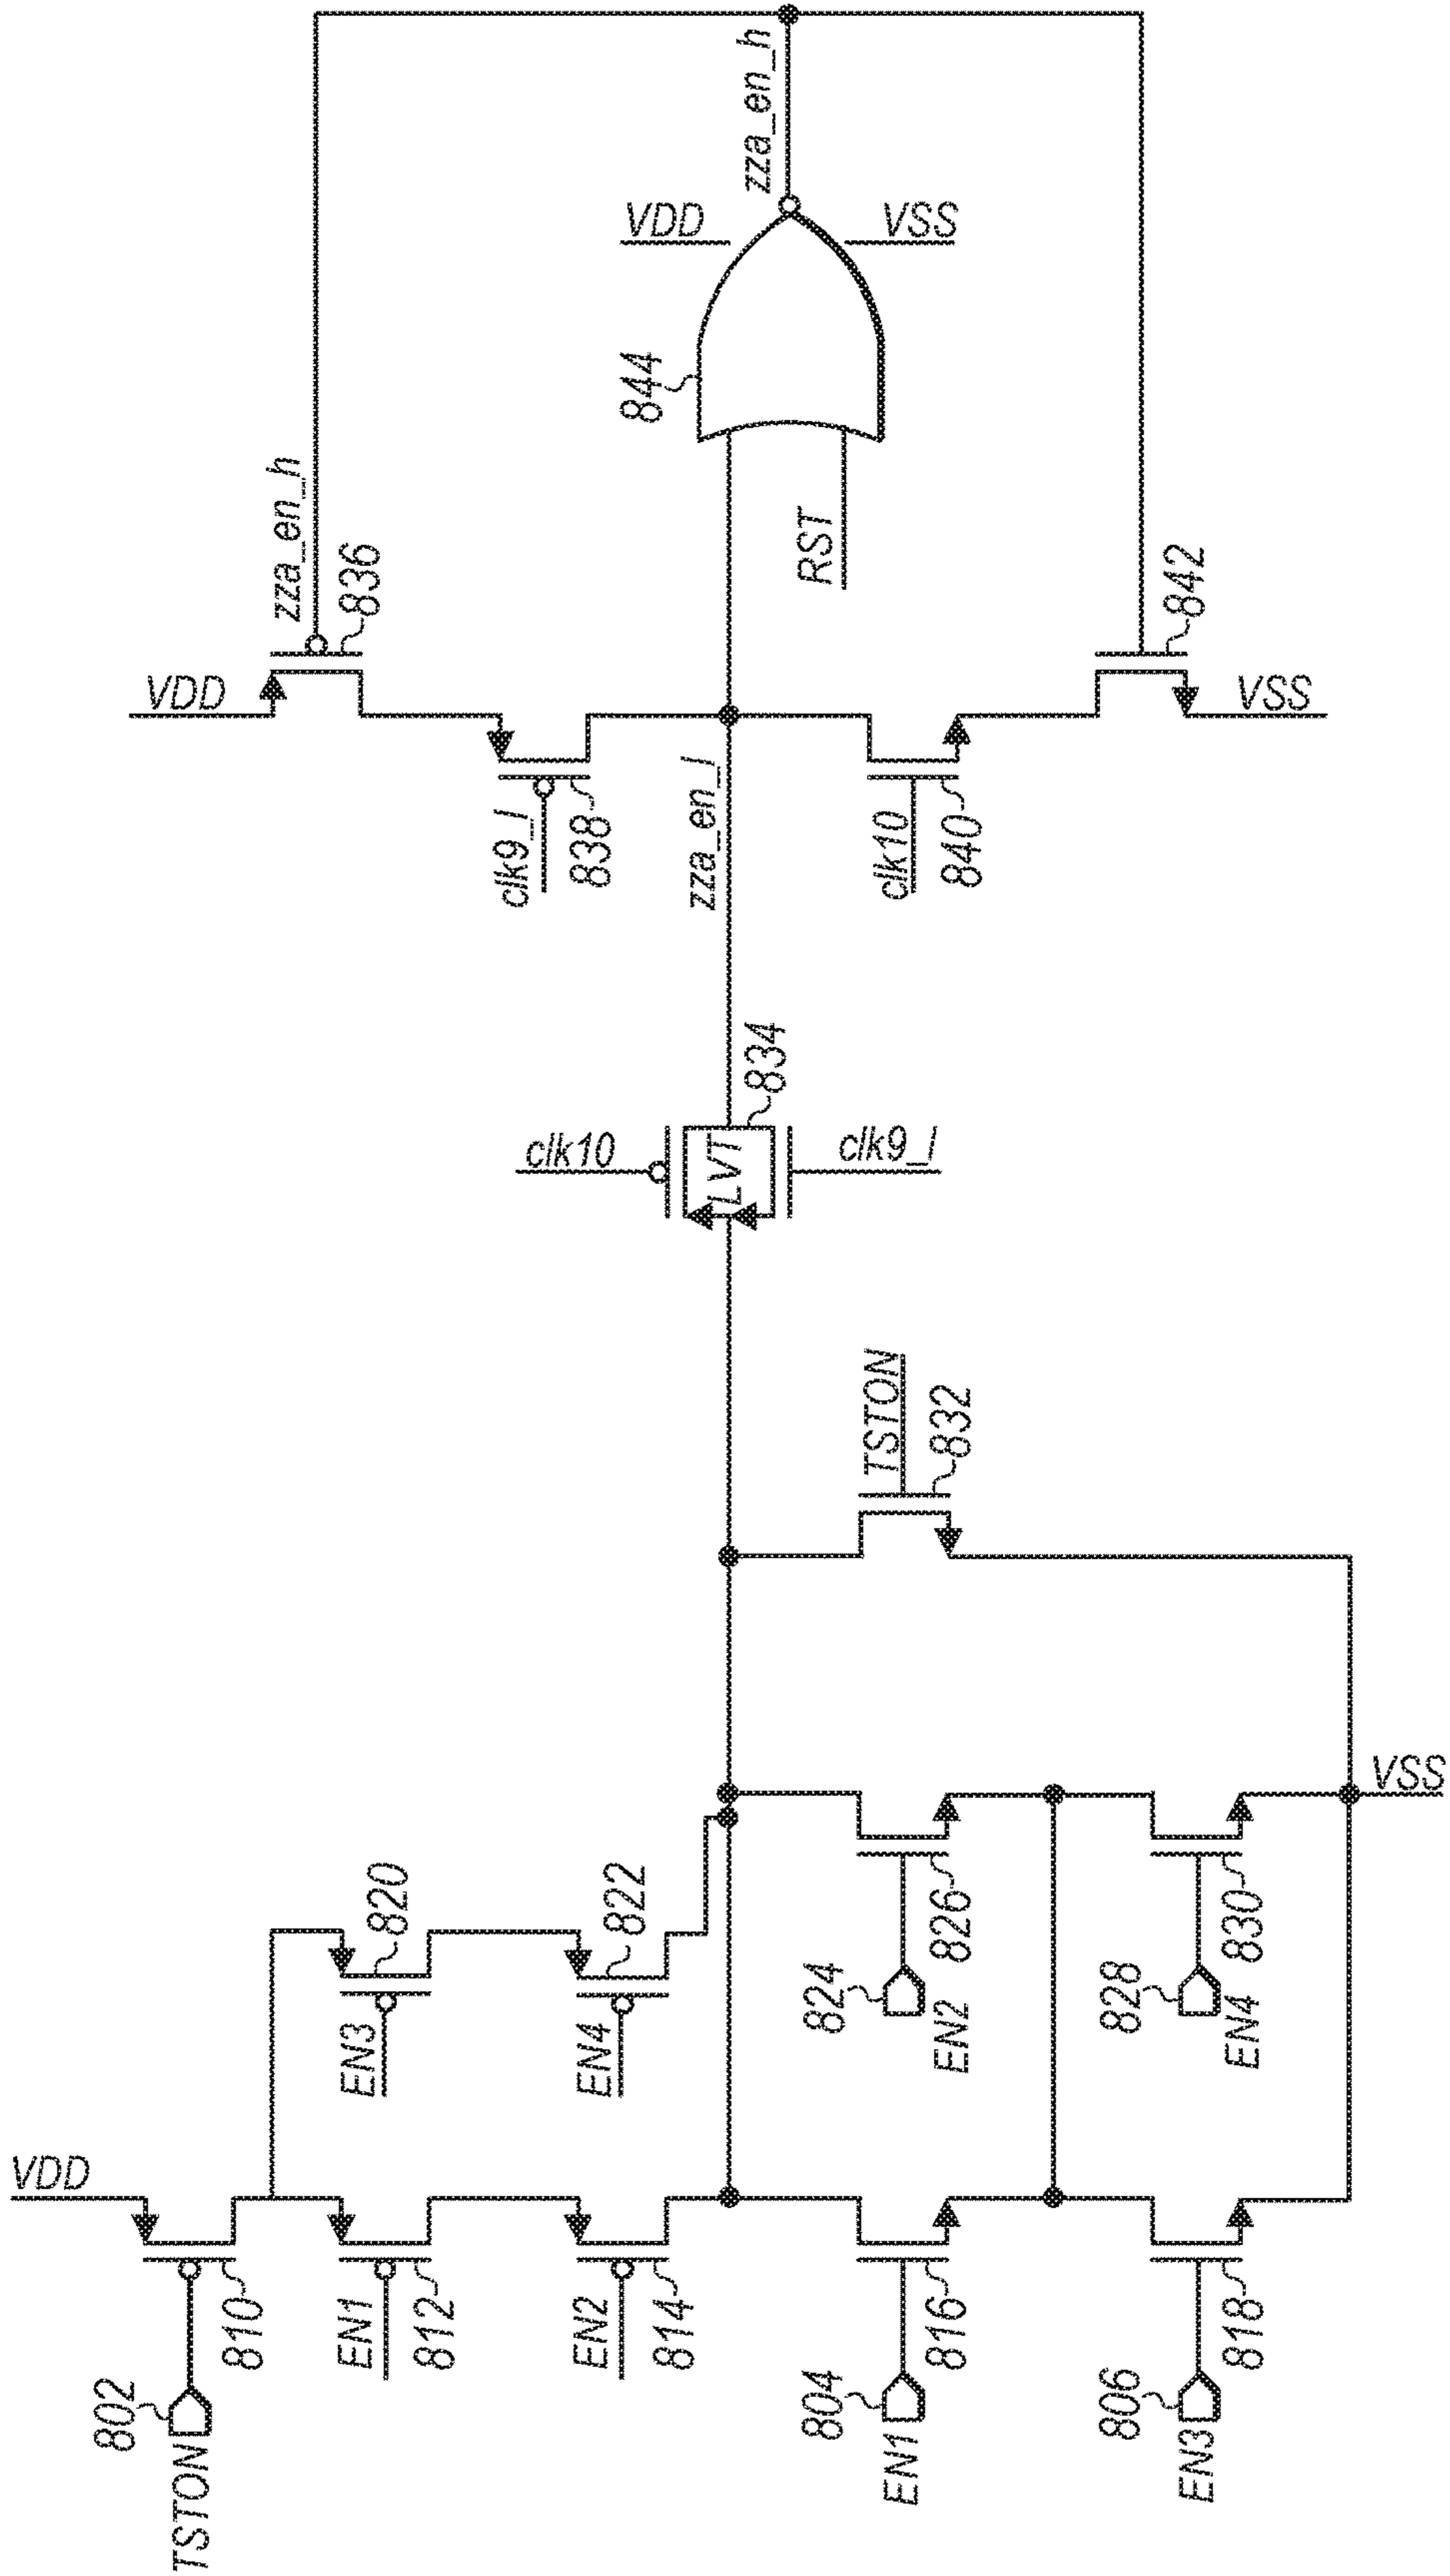 zza_en_h
VDD
VSS
844
RST
zza_en_h
836
842
VDD
VSS
clk9_l
838
zza_en_l
clk10
840
834
clk10
LVT
clk9_l
TSTON
832
VSS
820
822
EN3
EN4
824
EN2
826
828
EN4
830
VDD
810
EN1
812
EN2
814
816
818
802
TSTON
804
EN1
806
EN3